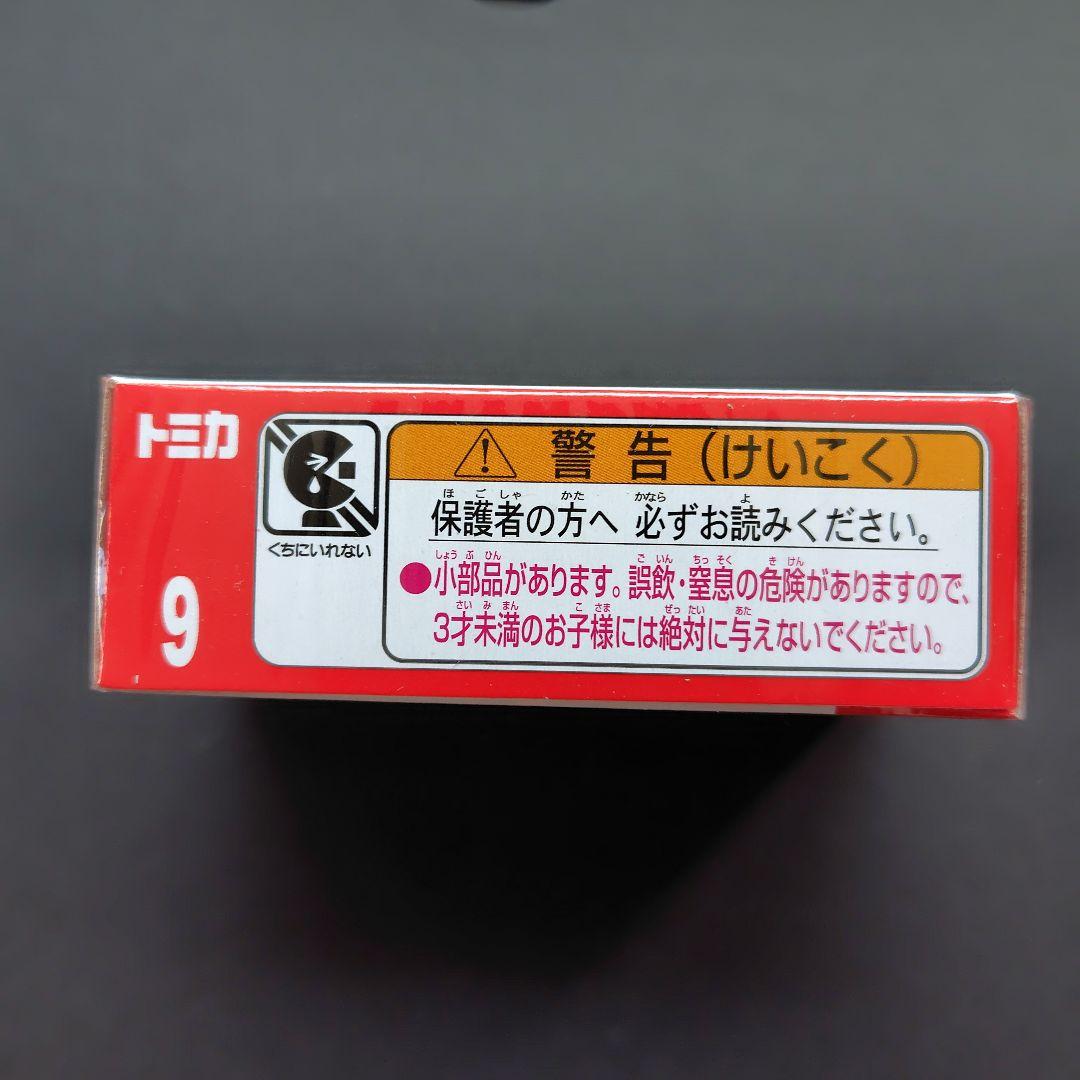 トミカ
9
くちにいれない
警告(けいこく)
ほごしゃ かた かなら よ
保護者の方へ 必ずお読みください。
しょうぶひん ごいん ちっそく きけん
●小部品があります。誤飲・窒息の危険がありますので、
さいみまん こさま ぜったい あた
3才未満のお子様には絶対に与えないでください。